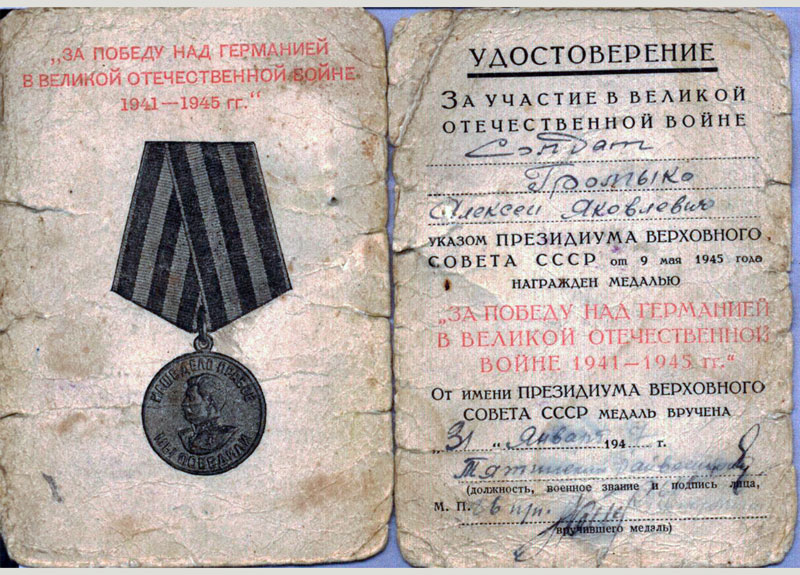 „ЗА ПОБЕДУ НАД ГЕРМАНИЕЙ
В ВЕЛИКОЙ ОТЕЧЕСТВЕННОЙ ВОЙНЕ
1941—1945 гг.“
НАШЕ ДЕЛО ПРАВОЕ
МЫ ПОБЕДИЛИ
УДОСТОВЕРЕНИЕ
ЗА УЧАСТИЕ В ВЕЛИКОЙ
ОТЕЧЕСТВЕННОЙ ВОЙНЕ
Солдат
Громыко
Алексей Яковлевич
УКАЗОМ ПРЕЗИДИУМА ВЕРХОВНОГО
СОВЕТА СССР от 9 мая 1945 года
НАГРАЖДЕН МЕДАЛЬЮ
„ЗА ПОБЕДУ НАД ГЕРМАНИЕЙ
В ВЕЛИКОЙ ОТЕЧЕСТВЕННОЙ
ВОЙНЕ 1941—1945 гг.“
От имени ПРЕЗИДИУМА ВЕРХОВНОГО
СОВЕТА СССР МЕДАЛЬ ВРУЧЕНА
„31“ Января 194 г.
(должность, военное звание и подпись лица,
М. П.
вручившего медаль)